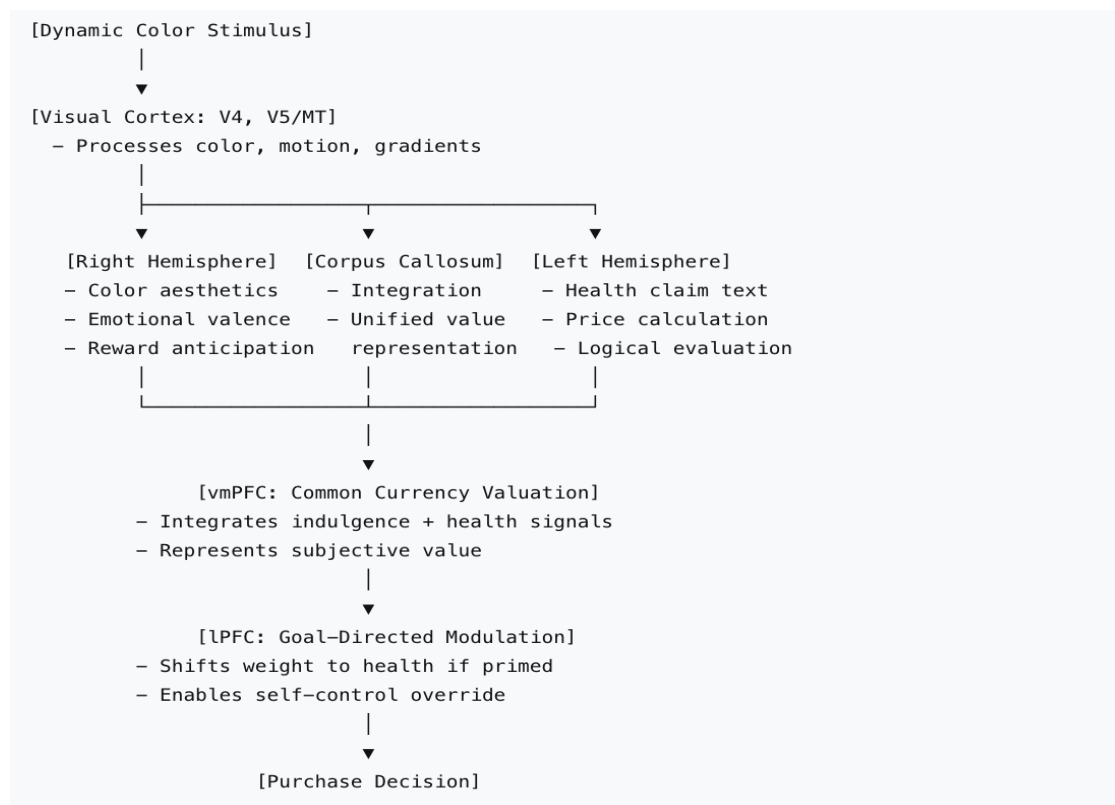 [Dynamic Color Stimulus]
[Visual Cortex: V4, V5/MT]
– Processes color, motion, gradients
[Right Hemisphere] [Corpus Callosum] [Left Hemisphere]
– Color aesthetics – Integration – Health claim text
– Emotional valence – Unified value – Price calculation
– Reward anticipation representation – Logical evaluation
[vmPFC: Common Currency Valuation]
– Integrates indulgence + health signals
– Represents subjective value
[lPFC: Goal–Directed Modulation]
– Shifts weight to health if primed
– Enables self–control override
[Purchase Decision]